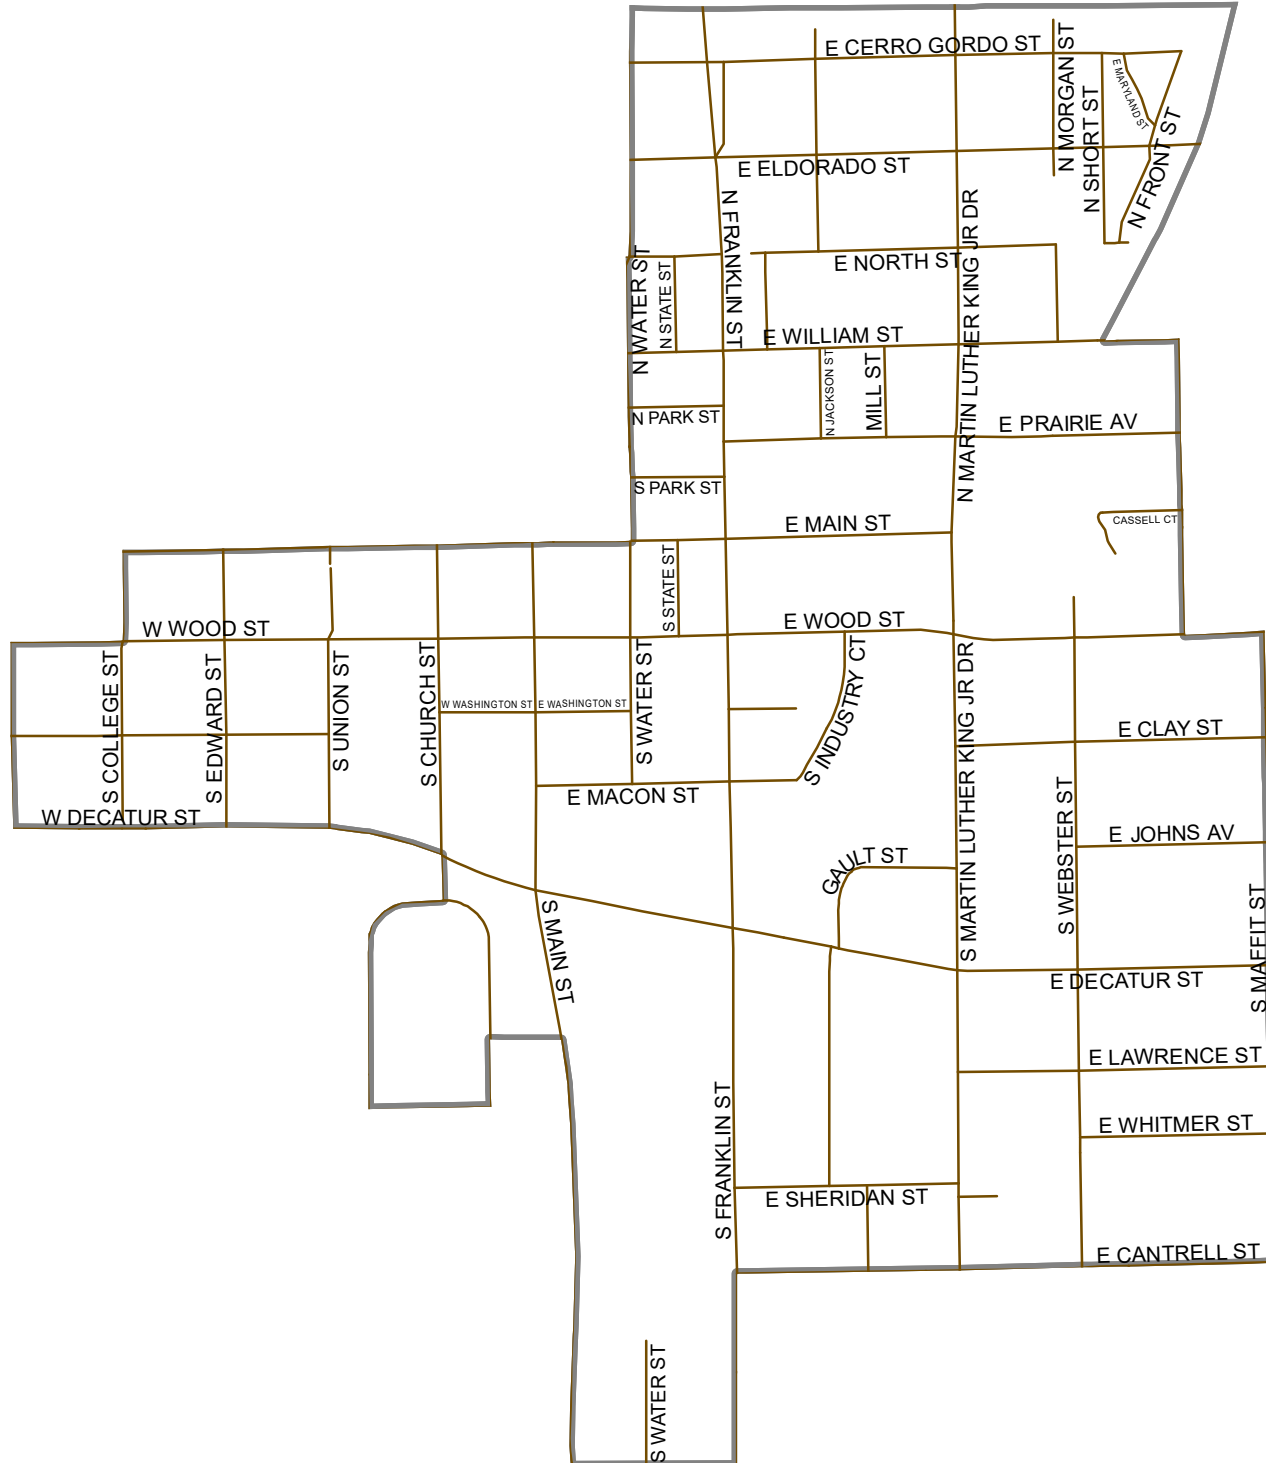 E CERRO GORDO ST
N MORGAN ST
E MARYLAND ST
N SHORT ST
N FRONT ST
E ELDORADO ST
N FRANKLIN ST
N MARTIN LUTHER KING JR DR
N WATER ST
N STATE ST
E NORTH ST
E WILLIAM ST
N JACKSON ST
MILL ST
N PARK ST
E PRAIRIE AV
S PARK ST
E MAIN ST
CASSELL CT
S STATE ST
W WOOD ST
E WOOD ST
S COLLEGE ST
S EDWARD ST
S UNION ST
S CHURCH ST
W WASHINGTON ST
E WASHINGTON ST
S WATER ST
S INDUSTRY CT
S MARTIN LUTHER KING JR DR
E CLAY ST
E MACON ST
W DECATUR ST
S WEBSTER ST
E JOHNS AV
GAULT ST
S MAIN ST
S MAFFIT ST
E DECATUR ST
E LAWRENCE ST
S FRANKLIN ST
E WHITMER ST
E SHERIDAN ST
E CANTRELL ST
S WATER ST